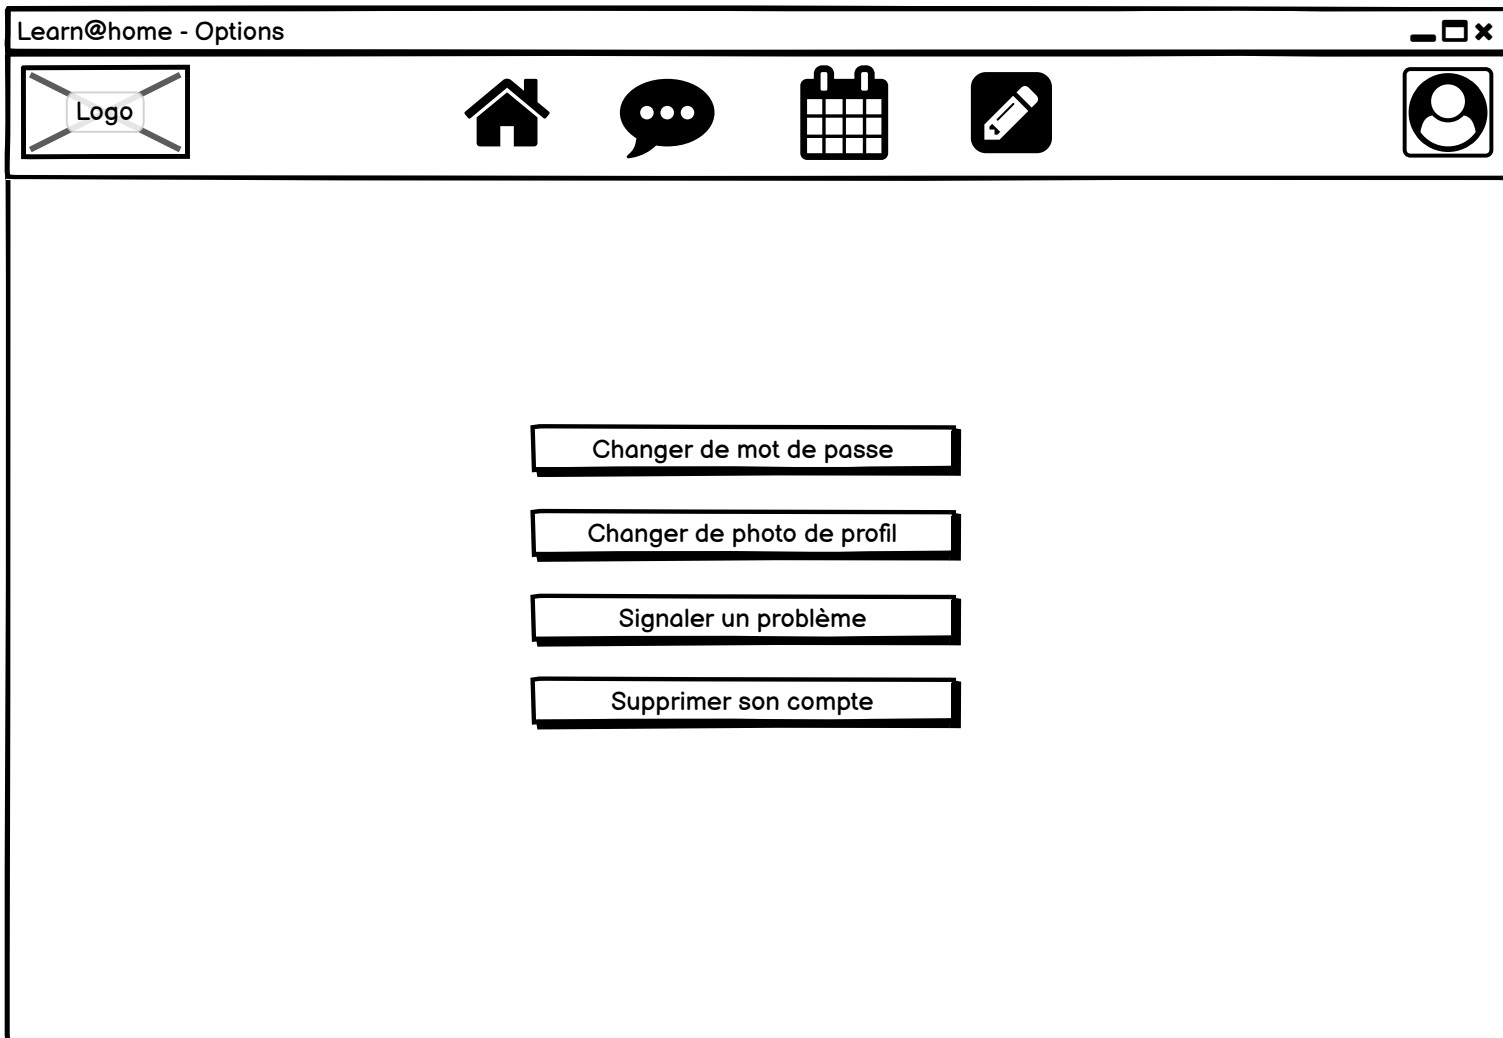 Learn@home - Options
Logo
Changer de mot de passe
Changer de photo de profil
Signaler un problème
Supprimer son compte